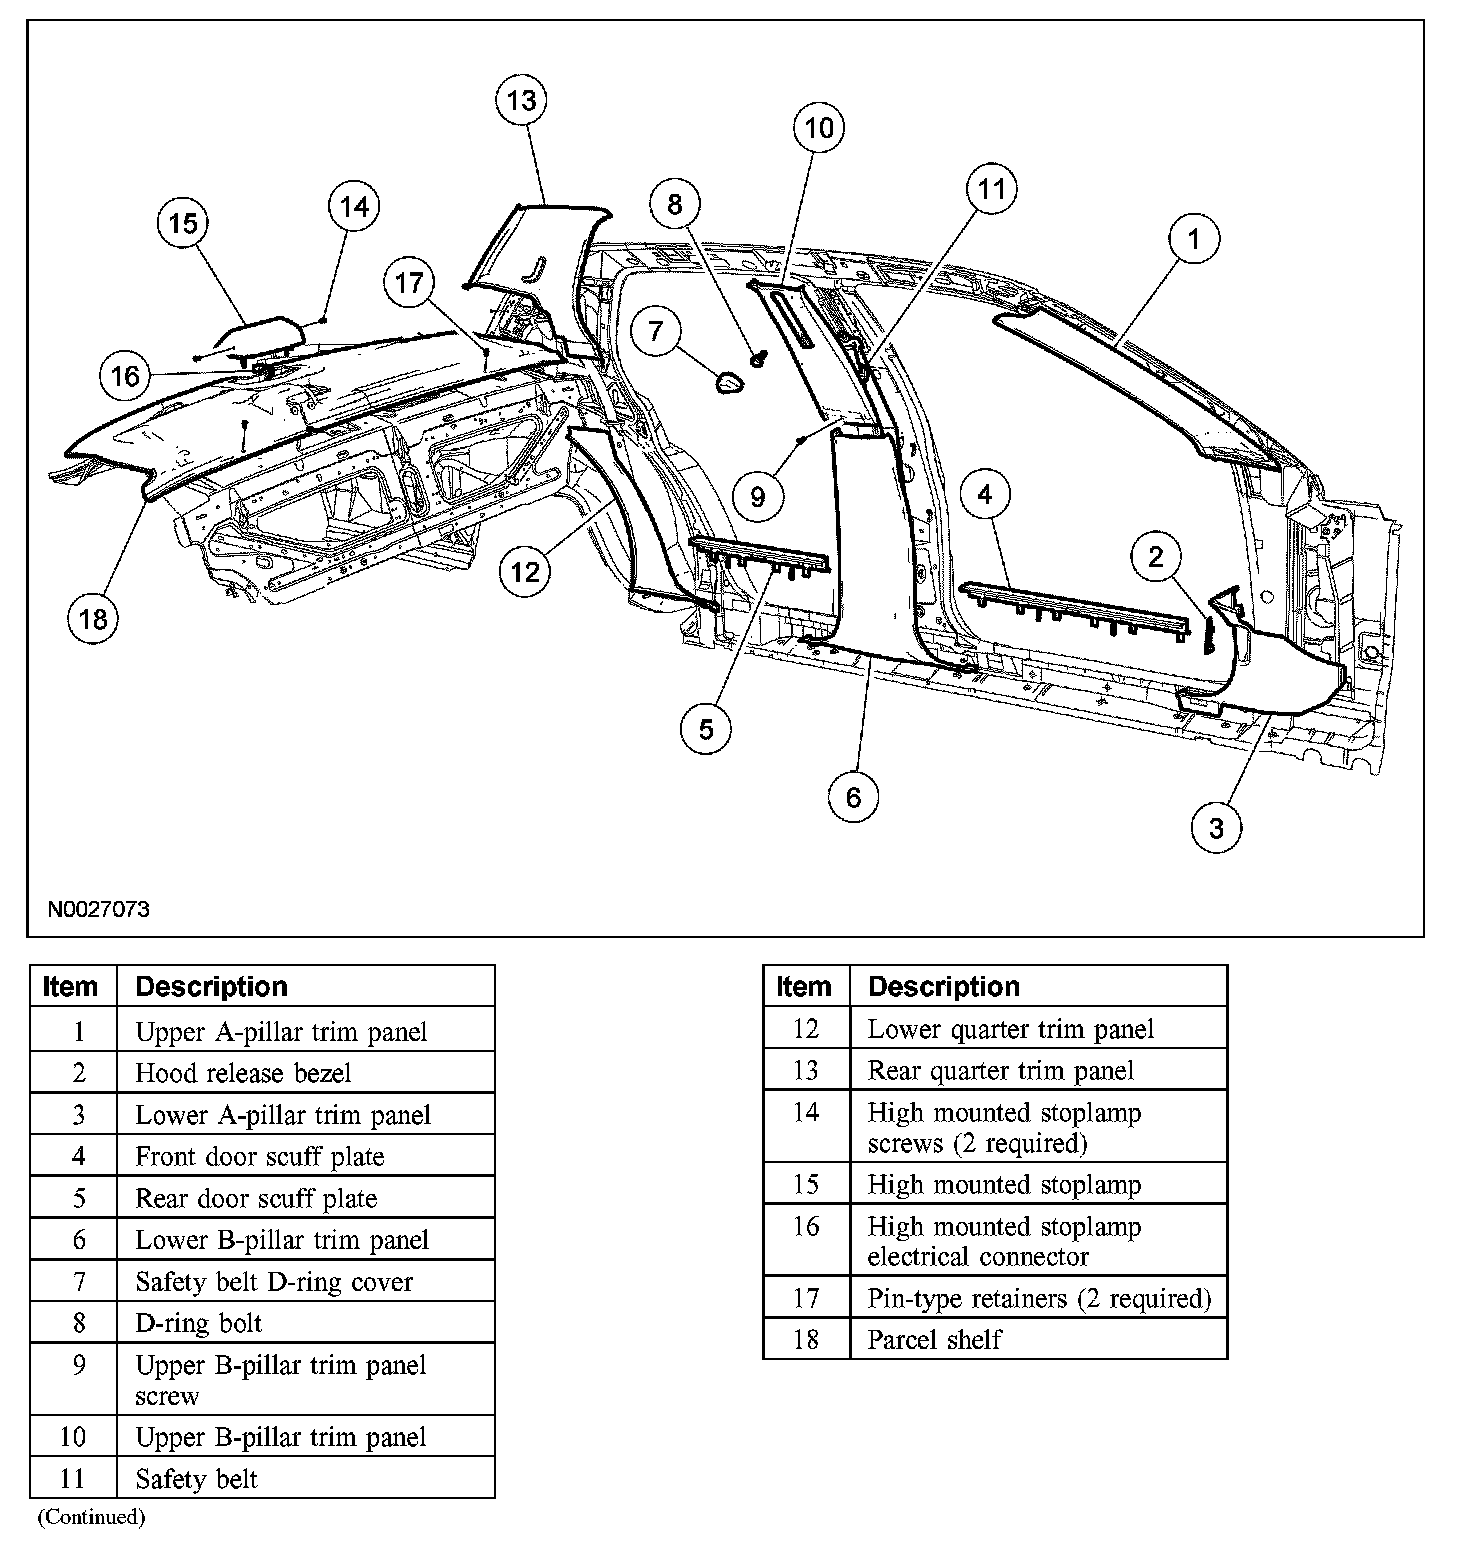 13
10
11
8
14
15
1
17
7
16
9
4
2
12
18
5
6
3
N0027073
Item Description
1 Upper A-pillar trim panel
2 Hood release bezel
3 Lower A-pillar trim panel
4 Front door scuff plate
5 Rear door scuff plate
6 Lower B-pillar trim panel
7 Safety belt D-ring cover
8 D-ring bolt
9 Upper B-pillar trim panel
screw
10 Upper B-pillar trim panel
11 Safety belt
(Continued)
Item Description
12 Lower quarter trim panel
13 Rear quarter trim panel
14 High mounted stoplamp
screws (2 required)
15 High mounted stoplamp
16 High mounted stoplamp
electrical connector
17 Pin-type retainers (2 required)
18 Parcel shelf